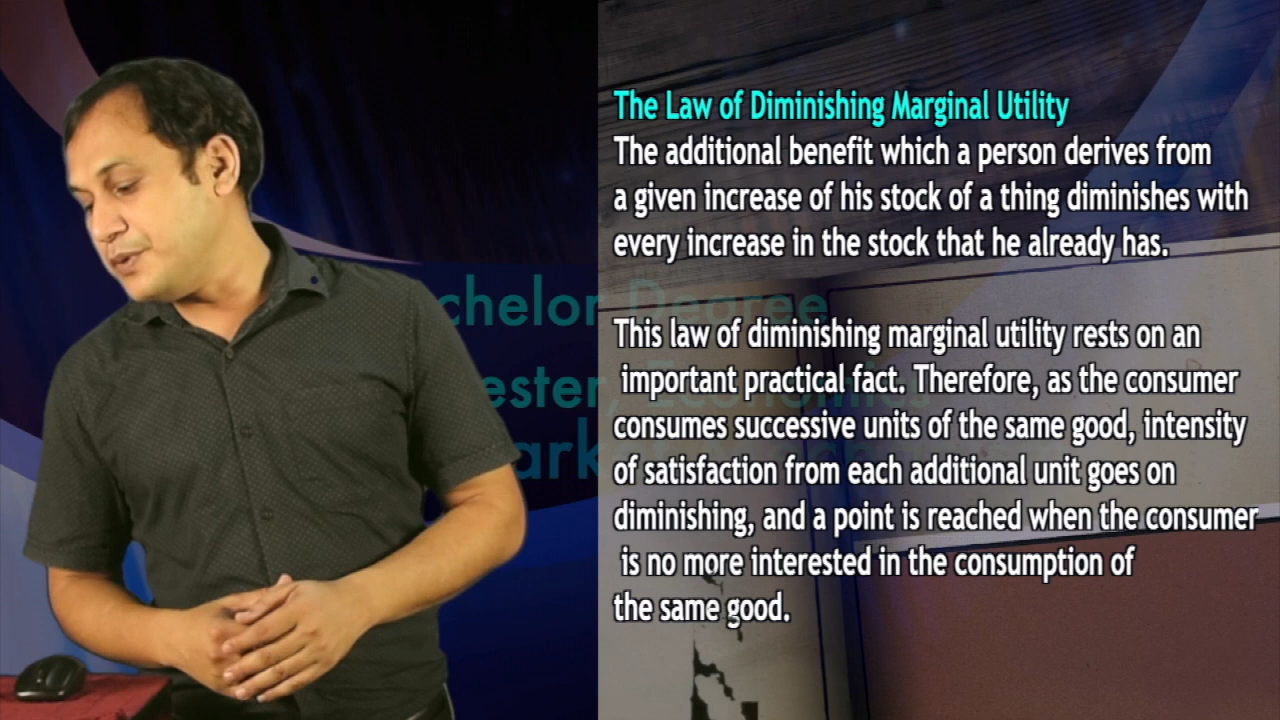 The Law of Diminishing Marginal Utility
The additional benefit which a person derives from
a given increase of his stock of a thing diminishes with
every increase in the stock that he already has.
This law of diminishing marginal utility rests on an
important practical fact. Therefore, as the consumer
consumes successive units of the same good, intensity
of satisfaction from each additional unit goes on
diminishing, and a point is reached when the consumer
is no more interested in the consumption of
the same good.
chelor Degree
ester, Economics